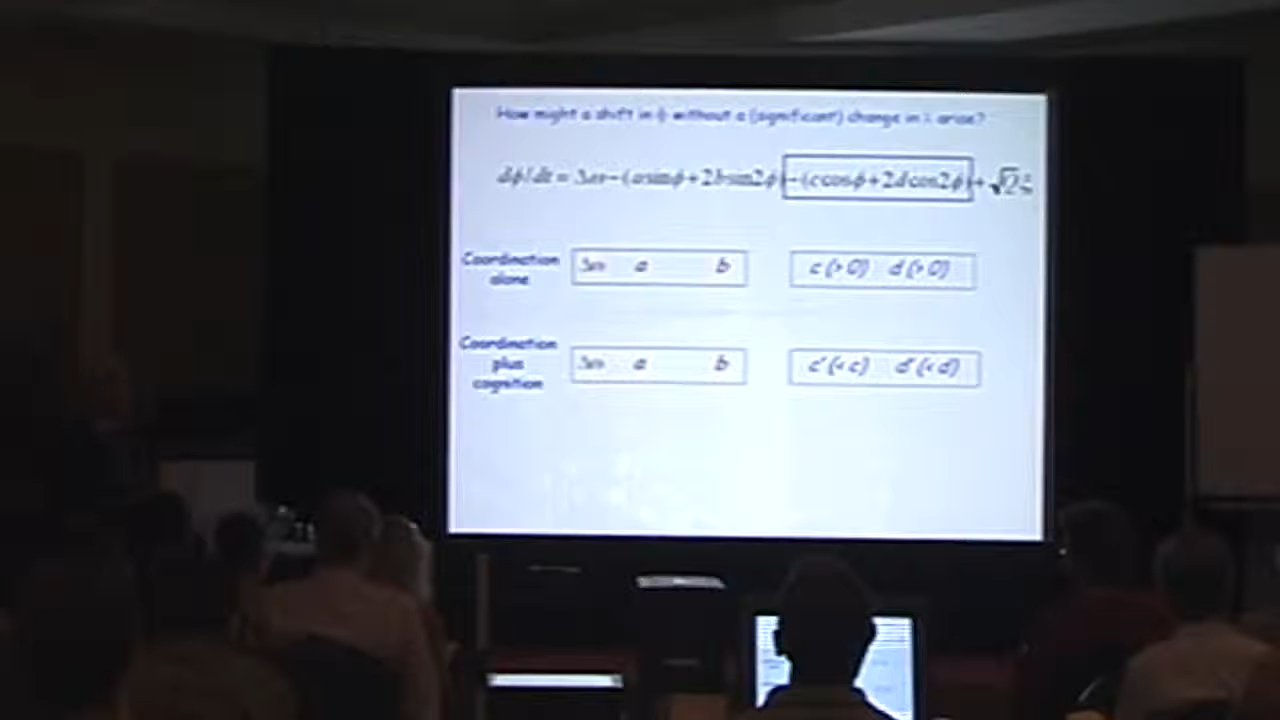 How might a shift in ϕ without a (significant) change in λ arise?
dϕ/dt = Δω−(a sinϕ+2b sin2ϕ)−(c cosϕ+2d cos2ϕ)+√Q ξ
Coordination alone
Δω a b
c (>0) d (>0)
Coordination plus cognition
Δω a b
c' (<c) d' (<d)